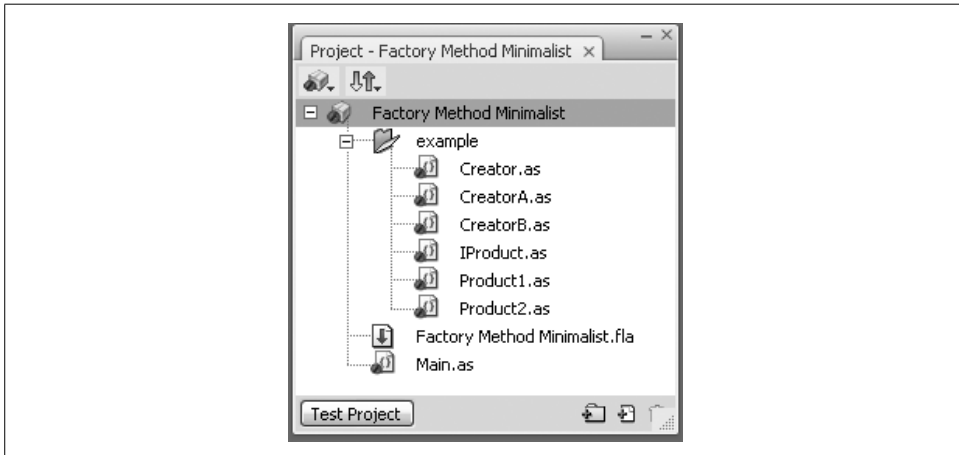 Project - Factory Method Minimalist
Factory Method Minimalist
example
Creator.as
CreatorA.as
CreatorB.as
IProduct.as
Product1.as
Product2.as
Factory Method Minimalist.fla
Main.as
Test Project